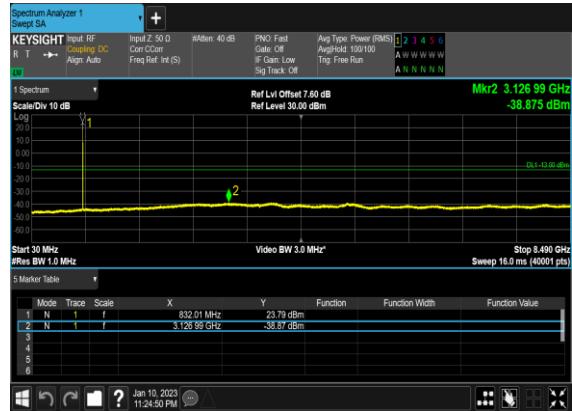 Spectrum Analyzer 1
Swept SA
+
KEYSIGHT Input: RF Input Z: 50 Ω #Atten: 40 dB PNO: Fast Avg Type: Power (RMS) 1 2 3 4 5 6
R T Coupling: DC Corr CCorr Gate: Off Avg|Hold: 100/100 A W W W W W
Align: Auto Freq Ref: Int (S) IF Gain: Low Trig: Free Run
LXI Sig Track: Off A N N N N N
1 Spectrum Ref Lvl Offset 7.60 dB Mkr2 3.126 99 GHz
Scale/Div 10 dB Ref Level 30.00 dBm -38.875 dBm
Log
20.0
10.0
0.00
-10.0
-20.0
-30.0
-40.0
-50.0
-60.0
1
DL1 -13.00 dBm
2
Start 30 MHz Video BW 3.0 MHz* Stop 8.490 GHz
#Res BW 1.0 MHz Sweep 16.0 ms (40001 pts)
5 Marker Table
Mode Trace Scale X Y Function Function Width Function Value
1 N 1 f 832.01 MHz 23.79 dBm
2 N 1 f 3.126 99 GHz -38.87 dBm
3
4
5
6
? Jan 10, 2023
11:24:50 PM